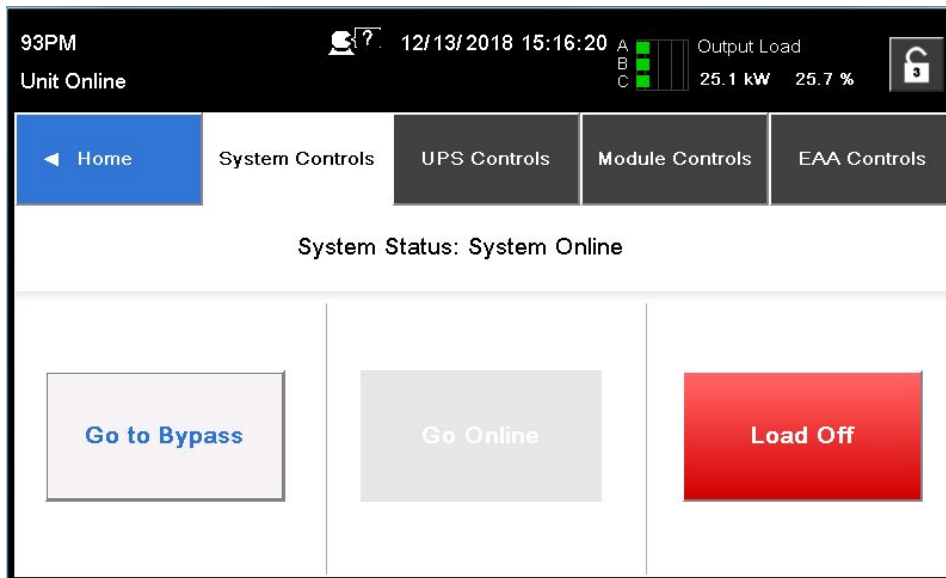 93PM
? 12/13/2018 15:16:20
A
B
C
Output Load
25.1 kW 25.7 %
3
Unit Online
◄ Home
System Controls
UPS Controls
Module Controls
EAA Controls
System Status: System Online
Go to Bypass
Go Online
Load Off